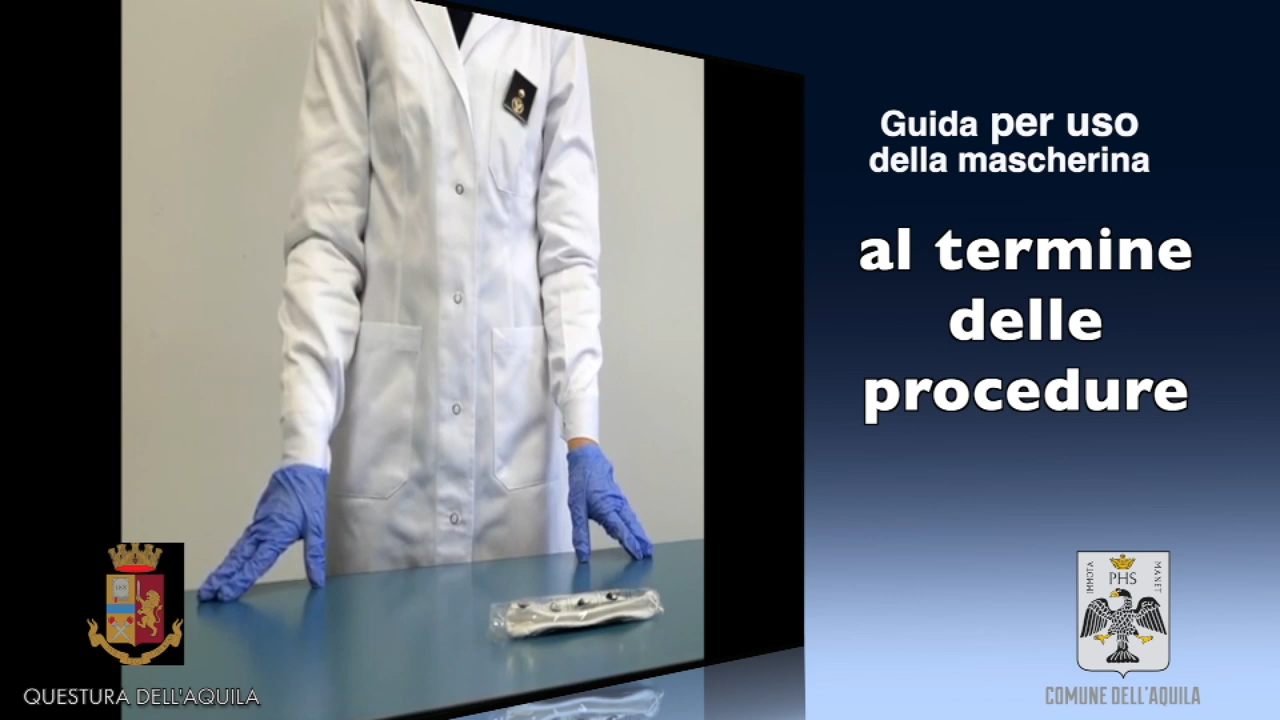 Guida per uso
della mascherina
al termine
delle
procedure
IMMOTA
PHS
MANET
QUESTURA DELL'AQUILA
COMUNE DELL'AQUILA